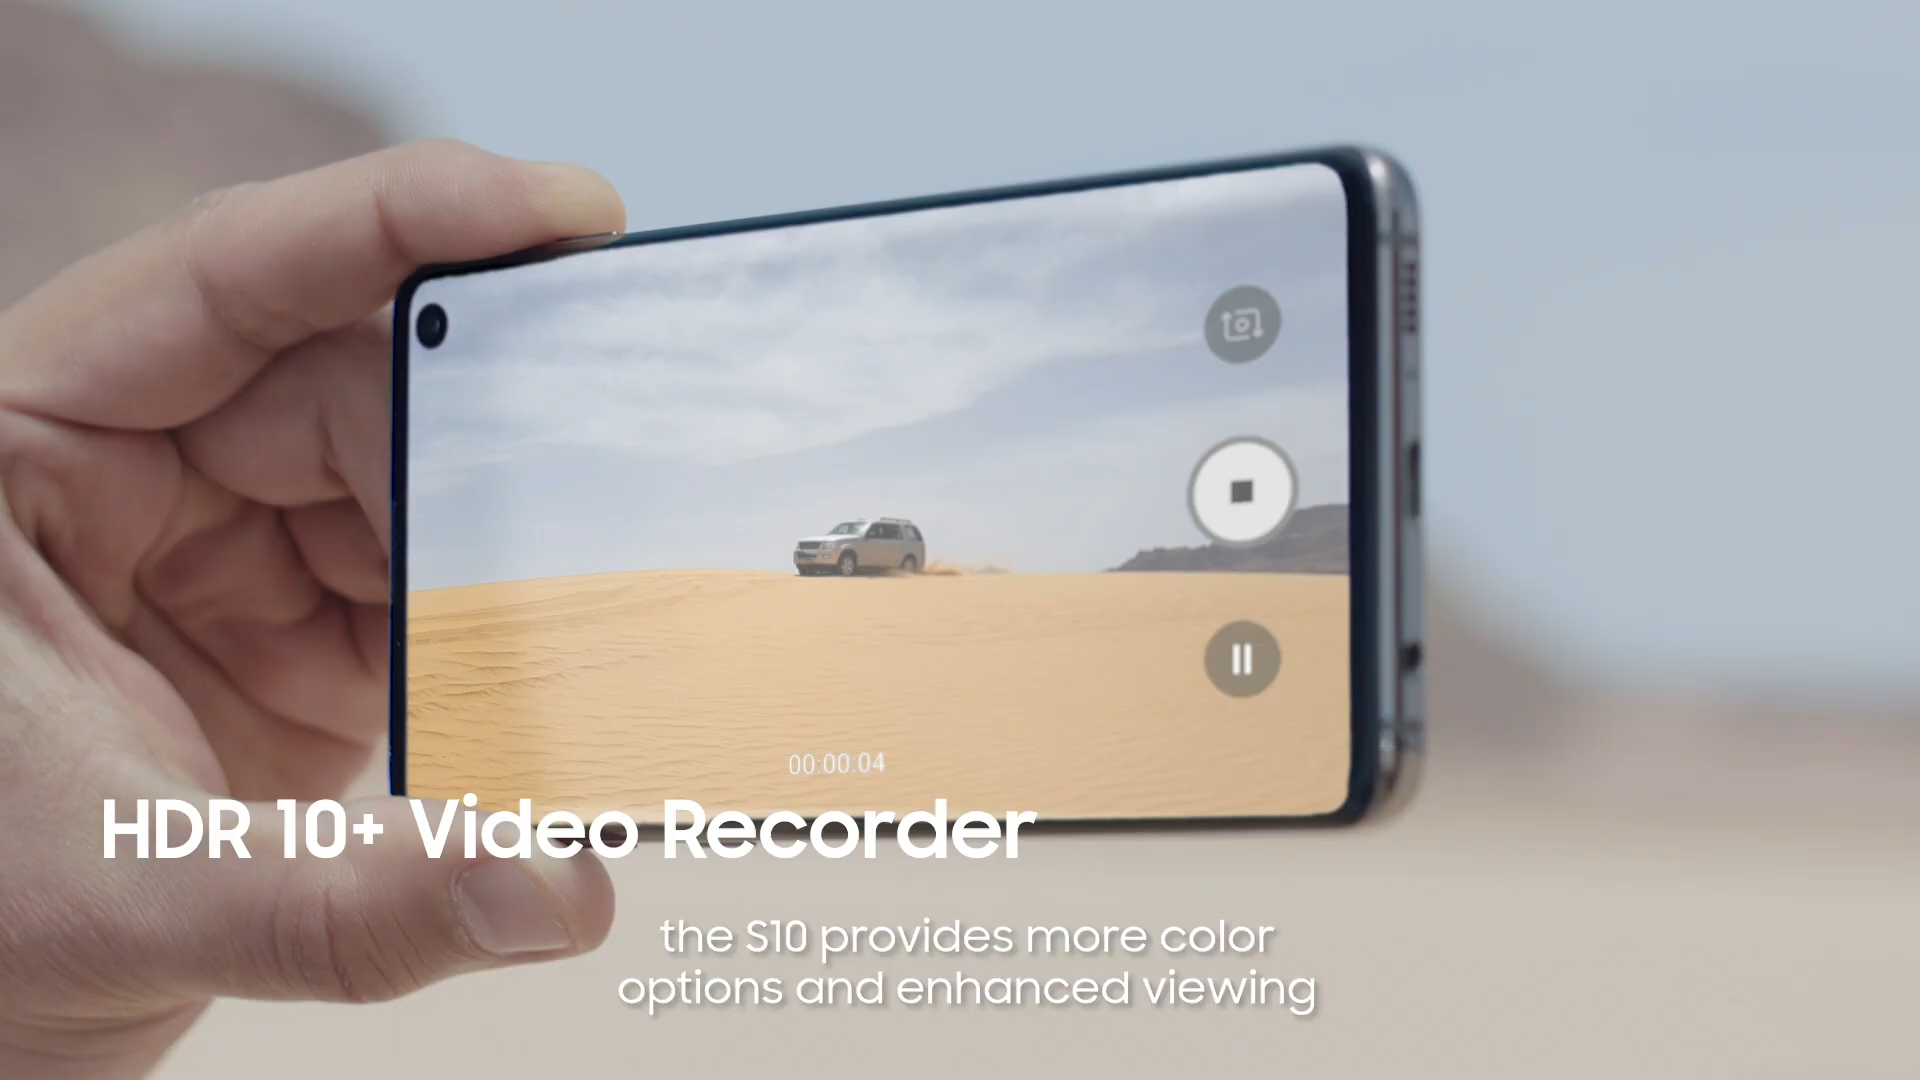 00:00:04
HDR 10+ Video Recorder
the S10 provides more color
options and enhanced viewing